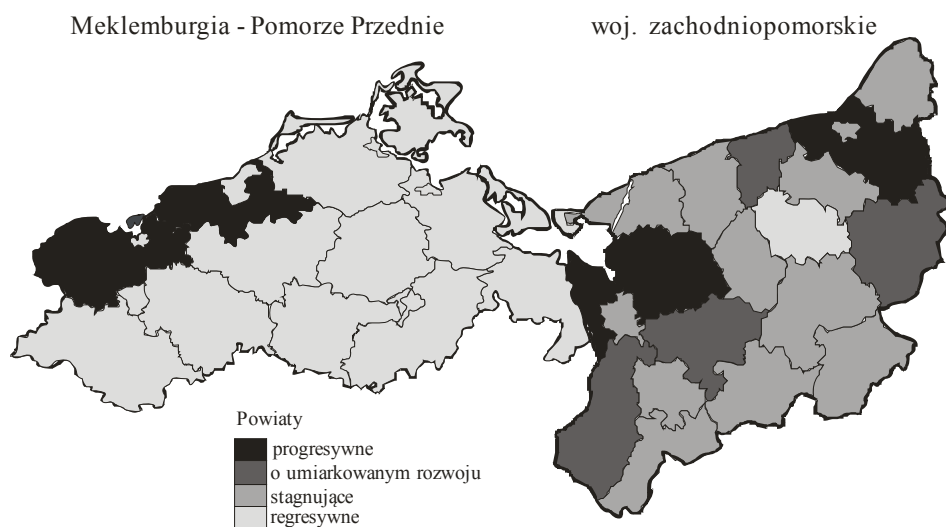 Meklemburgia - Pomorze Przednie
woj. zachodniopomorskie
Powiaty
progresywne
o umiarkowanym rozwoju
stagnujące
regresywne